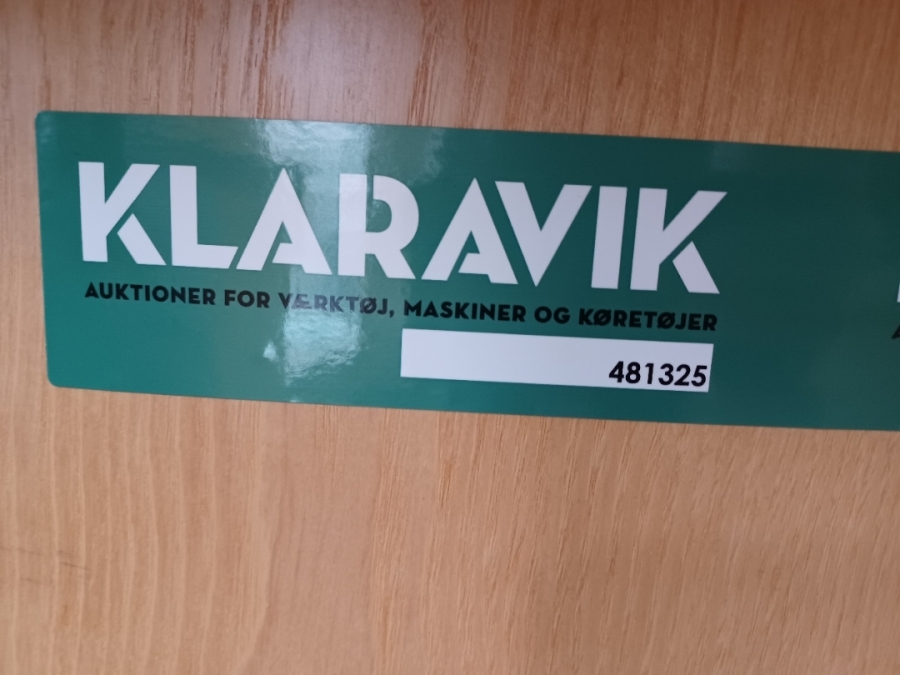 KLARAVIK
AUKTIONER FOR VÆRKTØJ, MASKINER OG KØRETØJER
481325